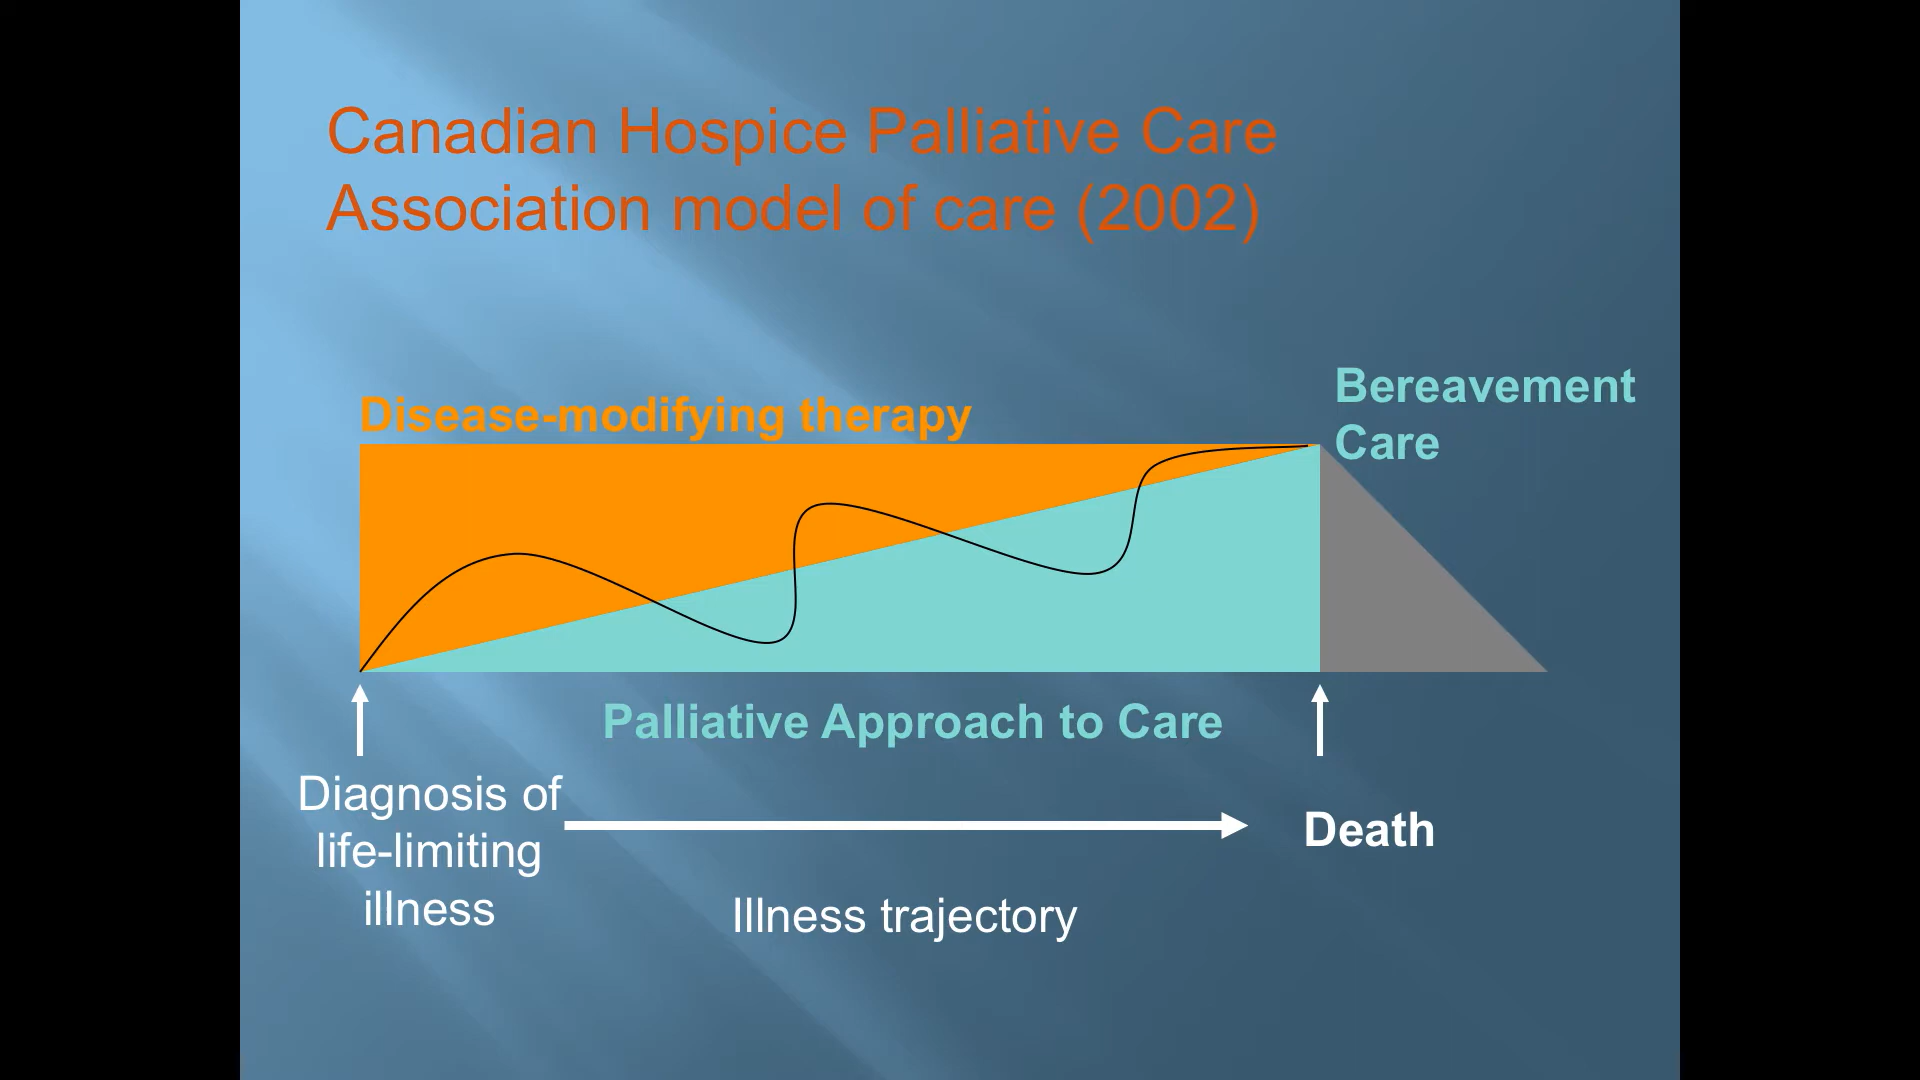 Canadian Hospice Palliative Care
Association model of care (2002)
Disease-modifying therapy
Bereavement
Care
Palliative Approach to Care
Diagnosis of
life-limiting
illness
Death
Illness trajectory